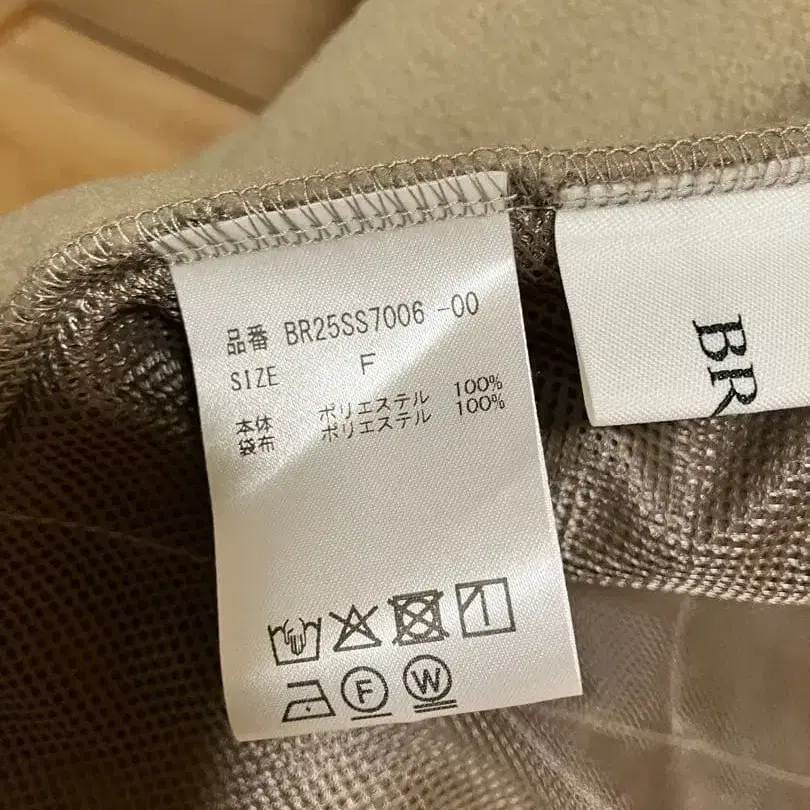 品番 BR25SS7006 -00
SIZE F
本体 ポリエステル 100%
袋布 ポリエステル 100%
F
W
BR